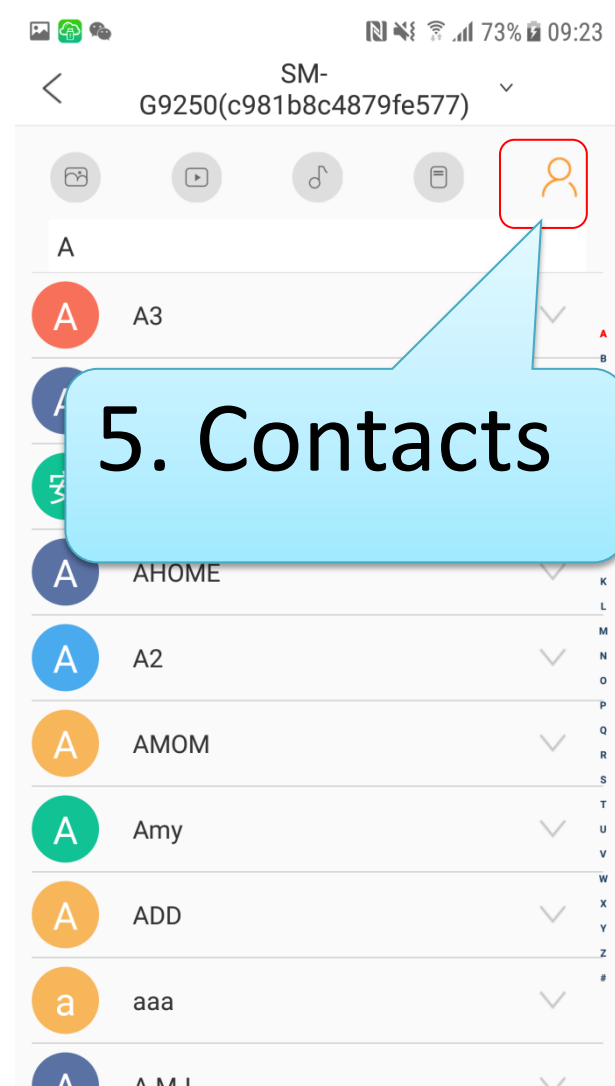 73% 09:23
SM-
G9250(c981b8c4879fe577)
A
A A3
A
B
5. Contacts
A AHOME
K
L
A A2
M
N
O
P
A AMOM
Q
R
S
T
A Amy
U
V
W
A ADD
X
Y
Z
#
a aaa